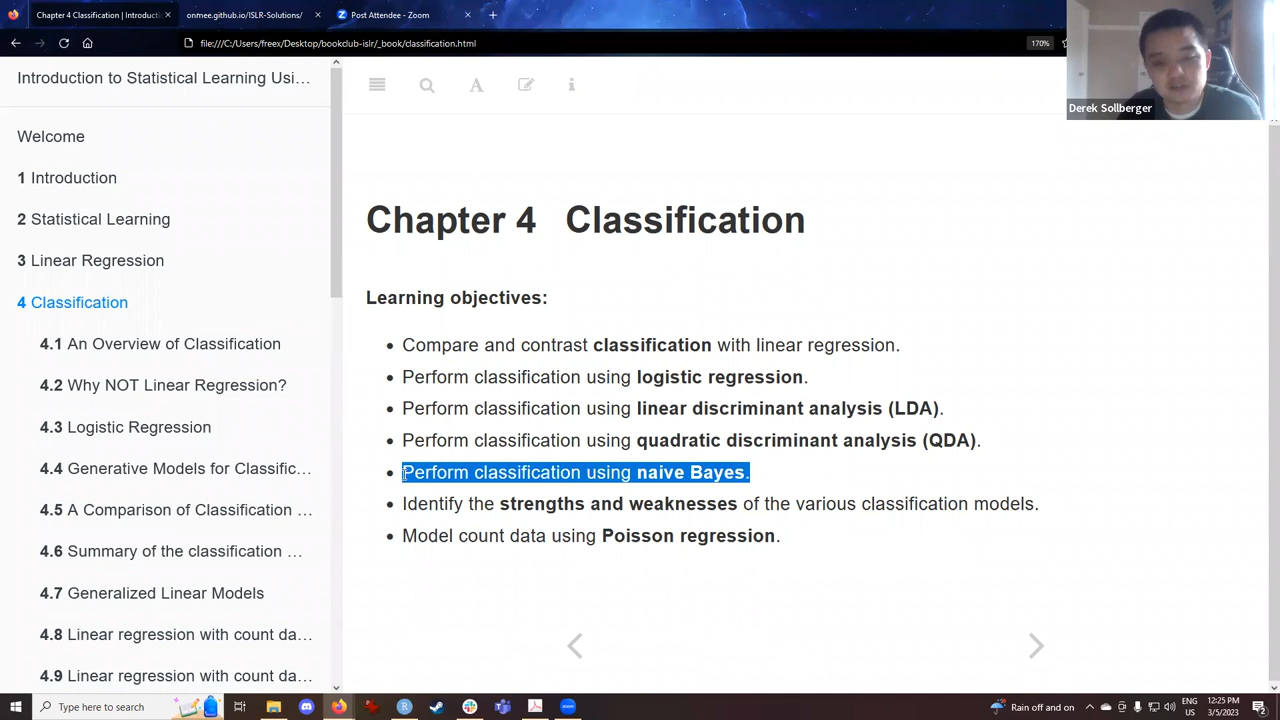 Chapter 4 Classification | Introducti
onmee.github.io/ISLR-Solutions/
Post Attendee - Zoom
file:///C:/Users/freex/Desktop/bookclub-islr/_book/classification.html
170%
Derek Sollberger
Introduction to Statistical Learning Usi...
Welcome
1 Introduction
2 Statistical Learning
3 Linear Regression
4 Classification
4.1 An Overview of Classification
4.2 Why NOT Linear Regression?
4.3 Logistic Regression
4.4 Generative Models for Classific...
4.5 A Comparison of Classification ...
4.6 Summary of the classification ...
4.7 Generalized Linear Models
4.8 Linear regression with count da...
4.9 Linear regression with count da...
Chapter 4 Classification
Learning objectives:
• Compare and contrast classification with linear regression.
• Perform classification using logistic regression.
• Perform classification using linear discriminant analysis (LDA).
• Perform classification using quadratic discriminant analysis (QDA).
• Perform classification using naive Bayes.
• Identify the strengths and weaknesses of the various classification models.
• Model count data using Poisson regression.
Type here to search
Rain off and on
ENG
US
12:25 PM
3/5/2023
2